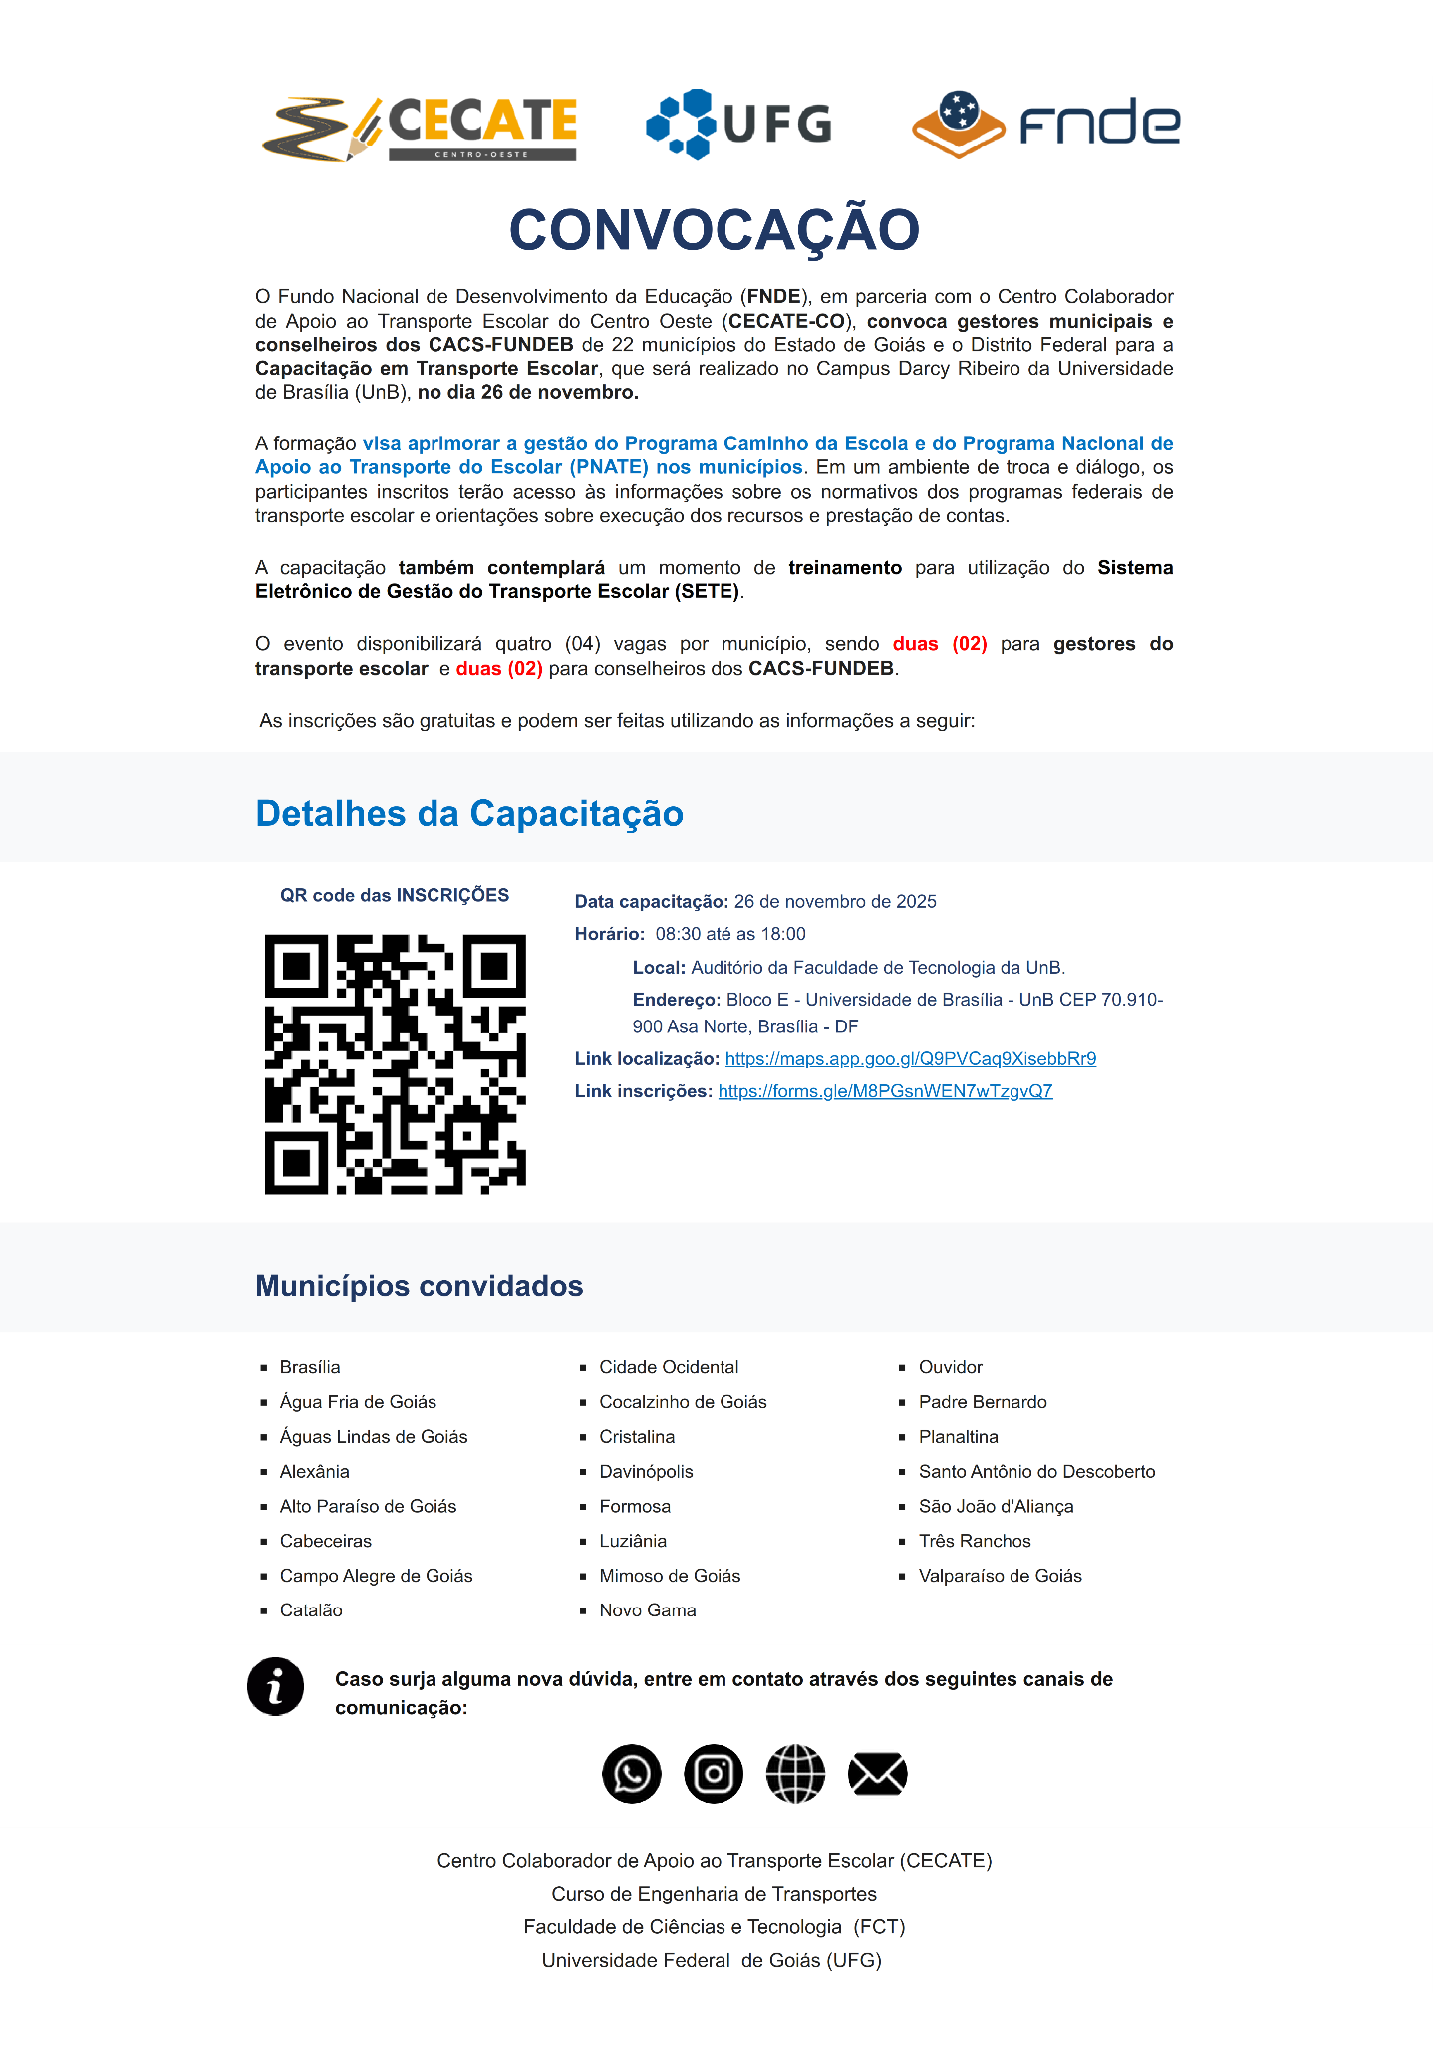 CECATE
CENTRO-OESTE
UFG
fnde
CONVOCAÇÃO
O Fundo Nacional de Desenvolvimento da Educação (FNDE), em parceria com o Centro Colaborador
de Apoio ao Transporte Escolar do Centro Oeste (CECATE-CO), convoca gestores municipais e
conselheiros dos CACS-FUNDEB de 22 municípios do Estado de Goiás e o Distrito Federal para a
Capacitação em Transporte Escolar, que será realizado no Campus Darcy Ribeiro da Universidade
de Brasília (UnB), no dia 26 de novembro.
A formação visa aprimorar a gestão do Programa Caminho da Escola e do Programa Nacional de
Apoio ao Transporte do Escolar (PNATE) nos municípios. Em um ambiente de troca e diálogo, os
participantes inscritos terão acesso às informações sobre os normativos dos programas federais de
transporte escolar e orientações sobre execução dos recursos e prestação de contas.
A capacitação também contemplará um momento de treinamento para utilização do Sistema
Eletrônico de Gestão do Transporte Escolar (SETE).
O evento disponibilizará quatro (04) vagas por município, sendo duas (02) para gestores do
transporte escolar e duas (02) para conselheiros dos CACS-FUNDEB.
As inscrições são gratuitas e podem ser feitas utilizando as informações a seguir:
Detalhes da Capacitação
QR code das INSCRIÇÕES
Data capacitação: 26 de novembro de 2025
Horário: 08:30 até as 18:00
Local: Auditório da Faculdade de Tecnologia da UnB.
Endereço: Bloco E - Universidade de Brasília - UnB CEP 70.910-
900 Asa Norte, Brasília - DF
Link localização: https://maps.app.goo.gl/Q9PVCaq9XisebbRr9
Link inscrições: https://forms.gle/M8PGsnWEN7wTzgvQ7
Municípios convidados
Brasília
Água Fria de Goiás
Águas Lindas de Goiás
Alexânia
Alto Paraíso de Goiás
Cabeceiras
Campo Alegre de Goiás
Catalão
Cidade Ocidental
Cocalzinho de Goiás
Cristalina
Davinópolis
Formosa
Luziânia
Mimoso de Goiás
Novo Gama
Ouvidor
Padre Bernardo
Planaltina
Santo Antônio do Descoberto
São João d'Aliança
Três Ranchos
Valparaíso de Goiás
Caso surja alguma nova dúvida, entre em contato através dos seguintes canais de
comunicação:
Centro Colaborador de Apoio ao Transporte Escolar (CECATE)
Curso de Engenharia de Transportes
Faculdade de Ciências e Tecnologia (FCT)
Universidade Federal de Goiás (UFG)